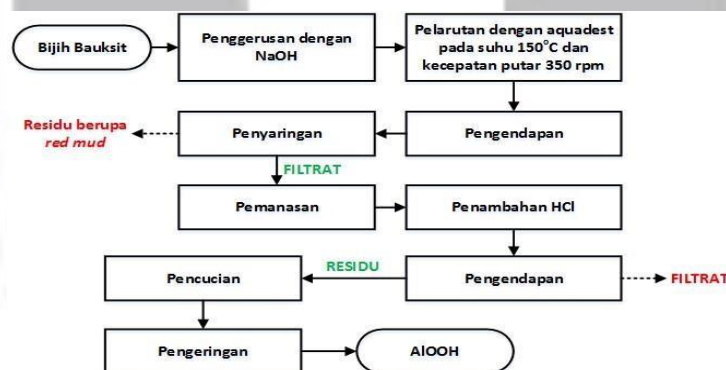 Bijih Bauksit
Penggerusan dengan
NaOH
Pelarutan dengan aquadest
pada suhu 150°C dan
kecepatan putar 350 rpm
Residu berupa
red mud
Penyaringan
Pengendapan
FILTRAT
Pemanasan
Penambahan HCl
Pencucian
RESIDU
Pengendapan
FILTRAT
Pengeringan
AlOOH